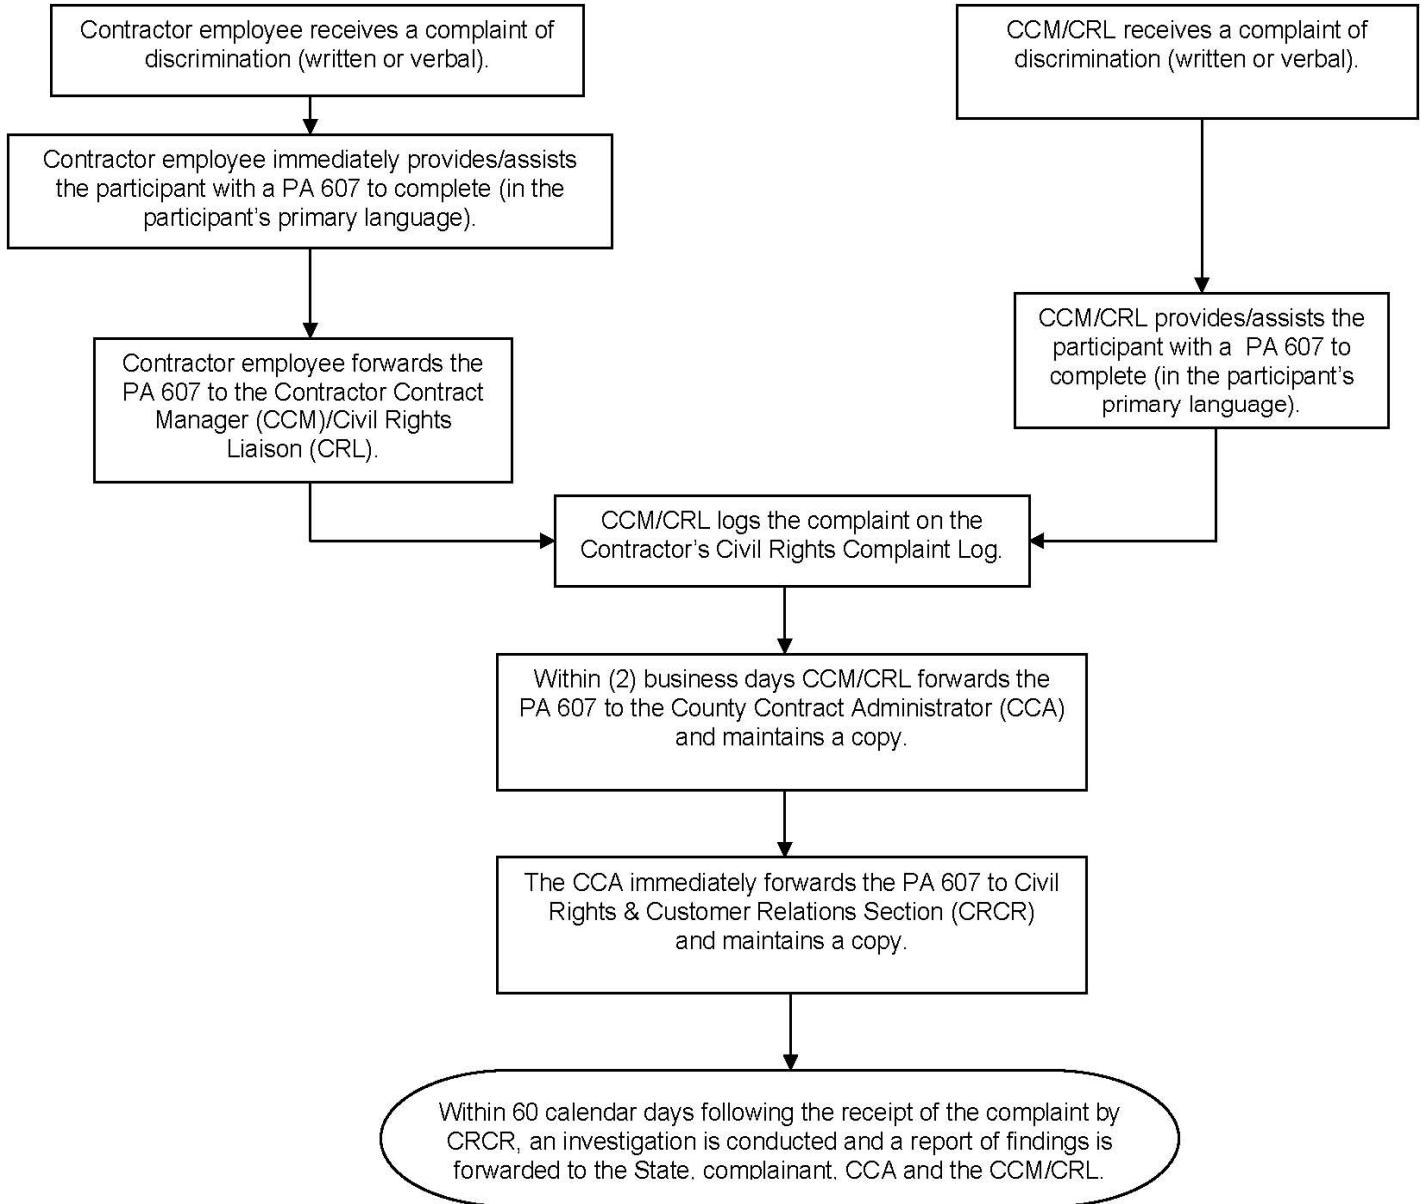 Contractor employee receives a complaint of
discrimination (written or verbal).
CCM/CRL receives a complaint of
discrimination (written or verbal).
Contractor employee immediately provides/assists
the participant with a PA 607 to complete (in the
participant's primary language).
CCM/CRL provides/assists the
participant with a  PA 607 to
complete (in the participant's
primary language).
Contractor employee forwards the
PA 607 to the Contractor Contract
Manager (CCM)/Civil Rights
Liaison (CRL).
CCM/CRL logs the complaint on the
Contractor's Civil Rights Complaint Log.
Within (2) business days CCM/CRL forwards the
PA 607 to the County Contract Administrator (CCA)
and maintains a copy.
The CCA immediately forwards the PA 607 to Civil
Rights & Customer Relations Section (CRCR)
and maintains a copy.
Within 60 calendar days following the receipt of the complaint by
CRCR, an investigation is conducted and a report of findings is
forwarded to the State, complainant, CCA and the CCM/CRL.